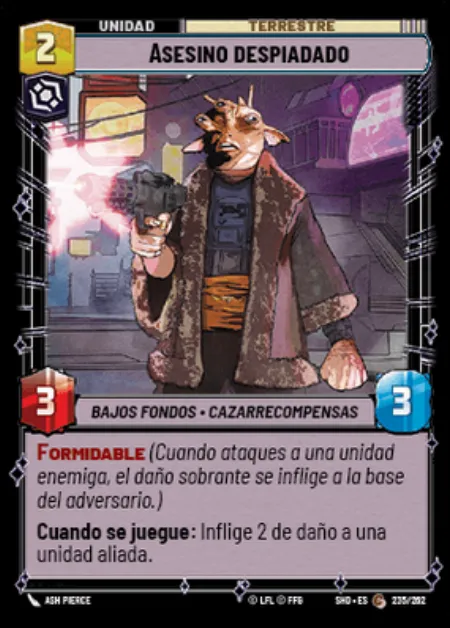 UNIDAD
TERRESTRE
2
ASESINO DESPIADADO
3
BAJOS FONDOS • CAZARRECOMPENSAS
3
FORMIDABLE (Cuando ataques a una unidad
enemiga, el daño sobrante se inflige a la base
del adversario.)
Cuando se juegue: Inflige 2 de daño a una
unidad aliada.
ASH PIERCE
© LFL © FFG
SHD • ES
235/262